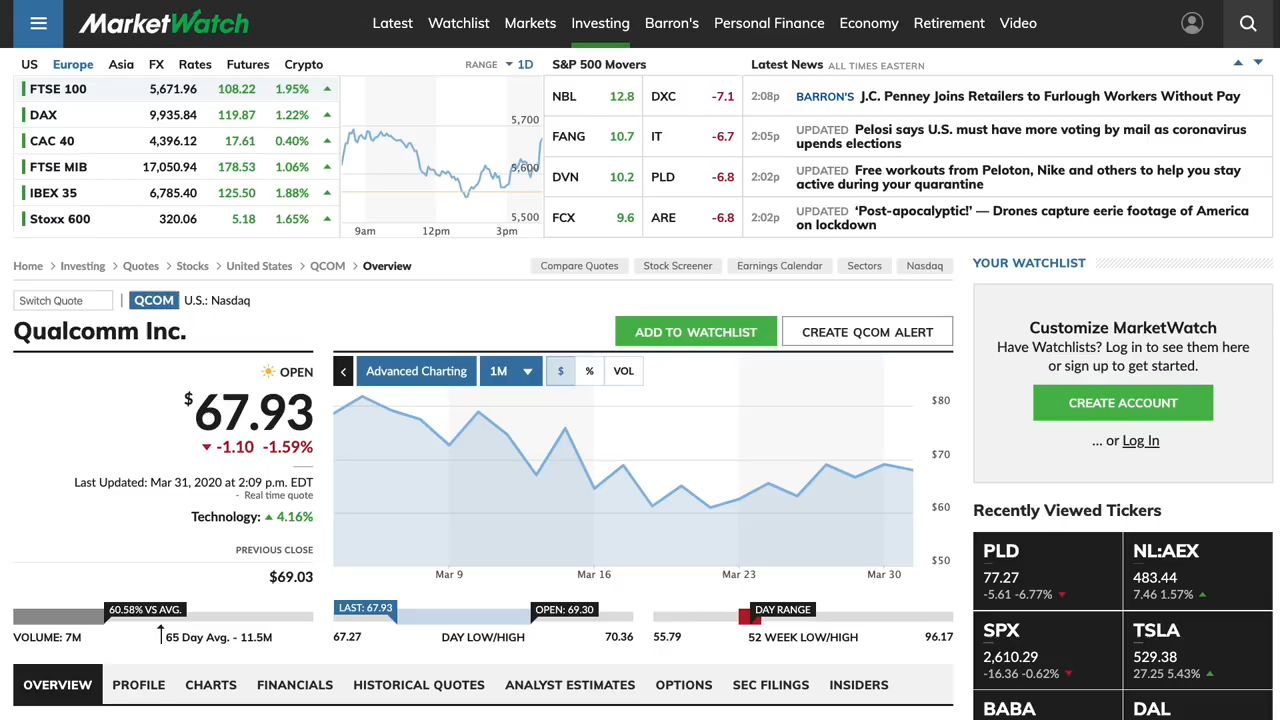 MarketWatch
Latest Watchlist Markets Investing Barron's Personal Finance Economy Retirement Video
US Europe Asia FX Rates Futures Crypto
RANGE 1D
FTSE 100 5,671.96 108.22 1.95%
DAX 9,935.84 119.87 1.22%
CAC 40 4,396.12 17.61 0.40%
FTSE MIB 17,050.94 178.53 1.06%
IBEX 35 6,785.40 125.50 1.88%
Stoxx 600 320.06 5.18 1.65%
5,700
5,600
5,500
9am 12pm 3pm
S&P 500 Movers
NBL 12.8 DXC -7.1
FANG 10.7 IT -6.7
DVN 10.2 PLD -6.8
FCX 9.6 ARE -6.8
Latest News ALL TIMES EASTERN
2:08p BARRON'S J.C. Penney Joins Retailers to Furlough Workers Without Pay
2:05p UPDATED Pelosi says U.S. must have more voting by mail as coronavirus
upends elections
2:02p UPDATED Free workouts from Peloton, Nike and others to help you stay
active during your quarantine
2:02p UPDATED ‘Post-apocalyptic!’ — Drones capture eerie footage of America
on lockdown
Home > Investing > Quotes > Stocks > United States > QCOM > Overview
Compare Quotes Stock Screener Earnings Calendar Sectors Nasdaq
Switch Quote | QCOM U.S.: Nasdaq
Qualcomm Inc.
ADD TO WATCHLIST CREATE QCOM ALERT
OPEN
$67.93
-1.10 -1.59%
Last Updated: Mar 31, 2020 at 2:09 p.m. EDT
- Real time quote
Technology: 4.16%
PREVIOUS CLOSE
$69.03
Advanced Charting 1M $ % VOL
$80
$70
$60
$50
Mar 9 Mar 16 Mar 23 Mar 30
60.58% VS AVG.
VOLUME: 7M 65 Day Avg. - 11.5M
LAST: 67.93 OPEN: 69.30
67.27 DAY LOW/HIGH 70.36
DAY RANGE
55.79 52 WEEK LOW/HIGH 96.17
OVERVIEW PROFILE CHARTS FINANCIALS HISTORICAL QUOTES ANALYST ESTIMATES OPTIONS SEC FILINGS INSIDERS
YOUR WATCHLIST
Customize MarketWatch
Have Watchlists? Log in to see them here
or sign up to get started.
CREATE ACCOUNT
... or Log In
Recently Viewed Tickers
PLD
77.27
-5.61 -6.77%
NL:AEX
483.44
7.46 1.57%
SPX
2,610.29
-16.36 -0.62%
TSLA
529.38
27.25 5.43%
BABA
DAL